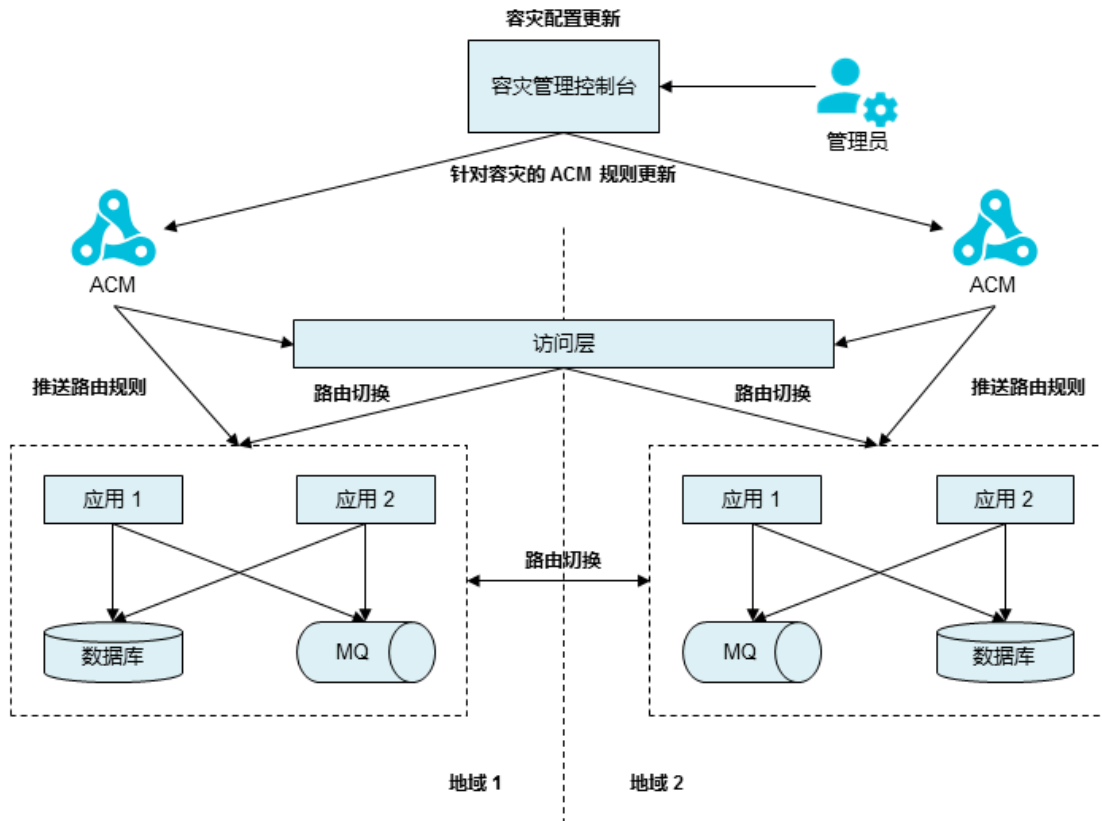 容灾配置更新
容灾管理控制台
管理员
针对容灾的 ACM 规则更新
ACM
ACM
访问层
推送路由规则
路由切换
路由切换
推送路由规则
应用 1
应用 2
应用 1
应用 2
路由切换
数据库
MQ
MQ
数据库
地域 1
地域 2